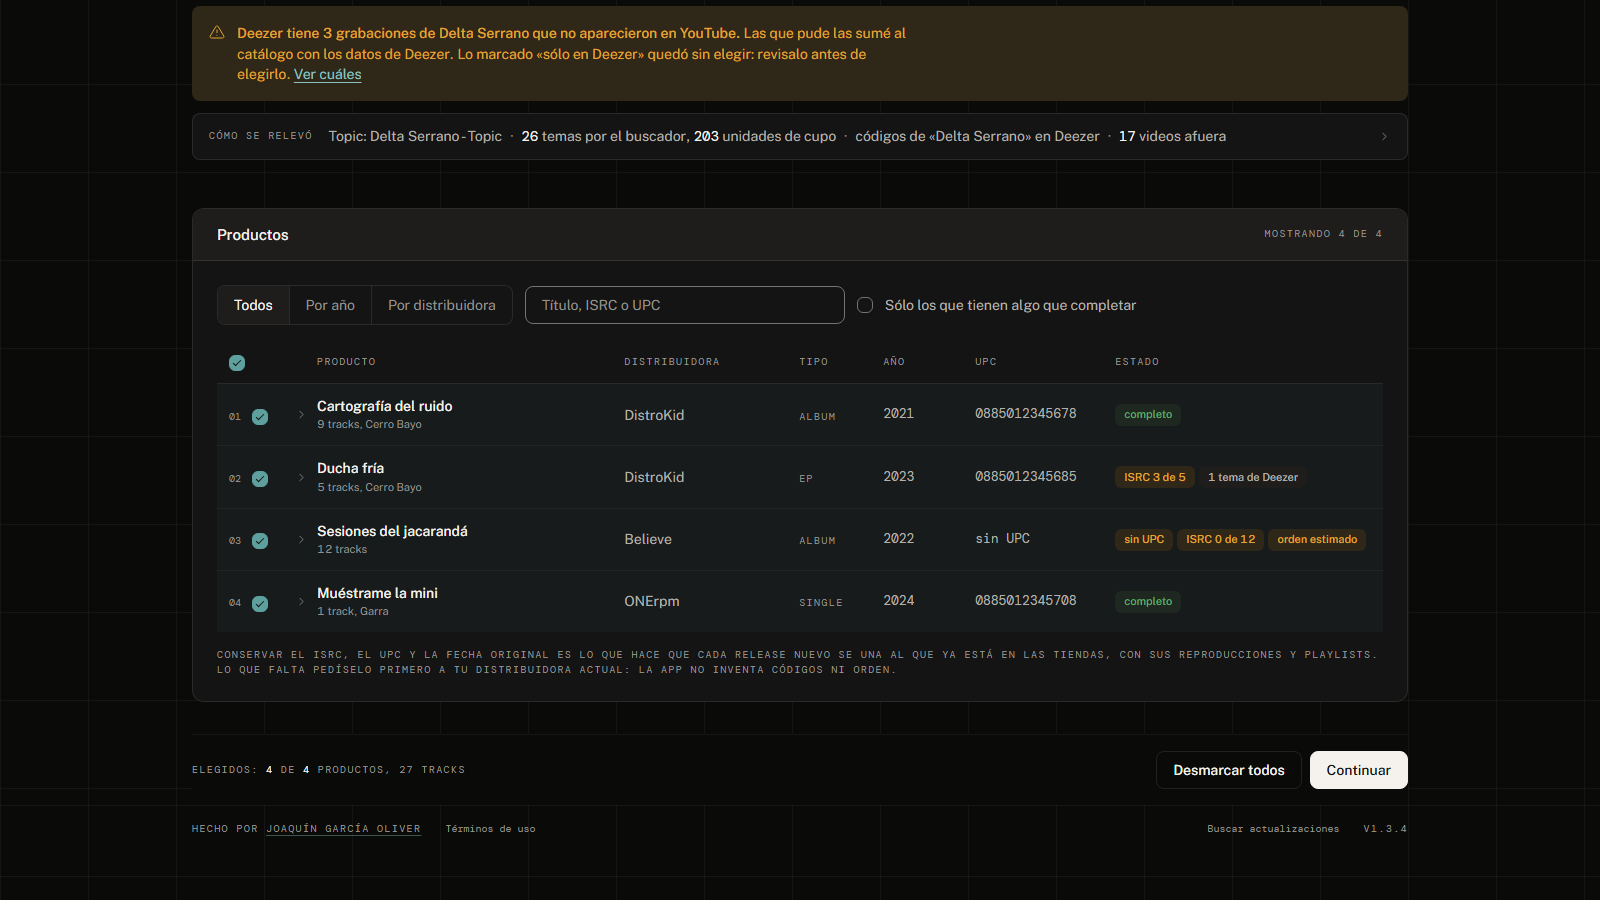 Deezer tiene 3 grabaciones de Delta Serrano que no aparecieron en YouTube. Las que pude las sumé al
catálogo con los datos de Deezer. Lo marcado «sólo en Deezer» quedó sin elegir: revisalo antes de
elegirlo. Ver cuáles
CÓMO SE RELEVÓ Topic: Delta Serrano - Topic · 26 temas por el buscador, 203 unidades de cupo · códigos de «Delta Serrano» en Deezer · 17 videos afuera
Productos MOSTRANDO 4 DE 4
Todos Por año Por distribuidora Título, ISRC o UPC Sólo los que tienen algo que completar
PRODUCTO DISTRIBUIDORA TIPO AÑO UPC ESTADO
01 Cartografía del ruido DistroKid ALBUM 2021 0885012345678 completo
9 tracks, Cerro Bayo
02 Ducha fría DistroKid EP 2023 0885012345685 ISRC 3 de 5 1 tema de Deezer
5 tracks, Cerro Bayo
03 Sesiones del jacarandá Believe ALBUM 2022 sin UPC sin UPC ISRC 0 de 12 orden estimado
12 tracks
04 Muéstrame la mini ONErpm SINGLE 2024 0885012345708 completo
1 track, Garra
CONSERVAR EL ISRC, EL UPC Y LA FECHA ORIGINAL ES LO QUE HACE QUE CADA RELEASE NUEVO SE UNA AL QUE YA ESTÁ EN LAS TIENDAS, CON SUS REPRODUCCIONES Y PLAYLISTS.
LO QUE FALTA PEDÍSELO PRIMERO A TU DISTRIBUIDORA ACTUAL: LA APP NO INVENTA CÓDIGOS NI ORDEN.
ELEGIDOS: 4 DE 4 PRODUCTOS, 27 TRACKS Desmarcar todos Continuar
HECHO POR JOAQUÍN GARCÍA OLIVER Términos de uso Buscar actualizaciones V1.3.4